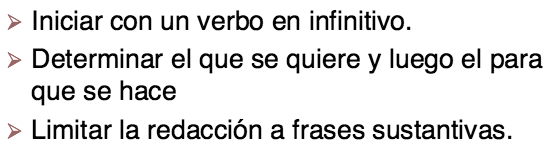 ➢ Iniciar con un verbo en infinitivo.
➢ Determinar el que se quiere y luego el para
que se hace
➢ Limitar la redacción a frases sustantivas.